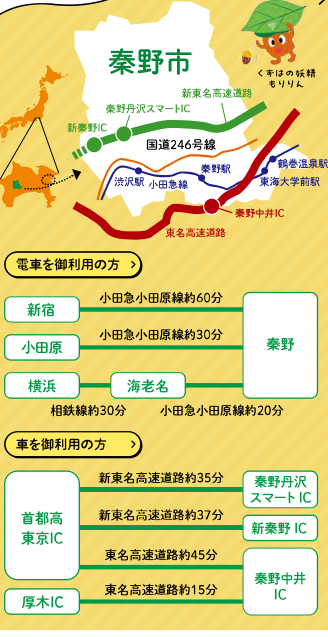 秦野市
くずはの妖精
もりりん
新東名高速道路
秦野丹沢スマートIC
新秦野IC
国道246号線
鶴巻温泉駅
秦野駅
渋沢駅
小田急線
東海大学前駅
秦野中井IC
東名高速道路
電車を御利用の方
新宿
小田急小田原線約60分
小田原
小田急小田原線約30分
秦野
横浜
海老名
相鉄線約30分
小田急小田原線約20分
車を御利用の方
首都高
東京IC
新東名高速道路約35分
秦野丹沢
スマート IC
新東名高速道路約37分
新秦野 IC
東名高速道路約45分
秦野中井
IC
厚木IC
東名高速道路約15分